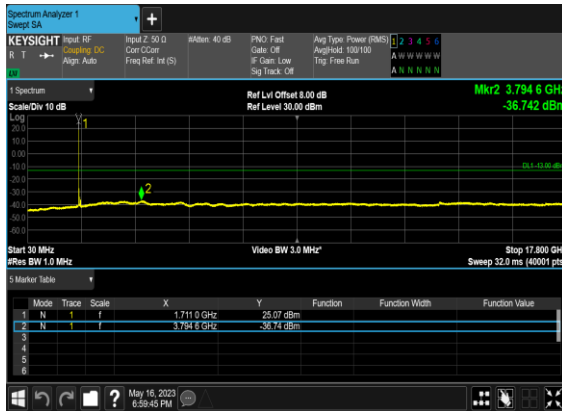 Spectrum Analyzer 1
Swept SA
+
KEYSIGHT Input: RF Input Z: 50 Ω #Atten: 40 dB PNO: Fast Avg Type: Power (RMS) 1 2 3 4 5 6
R T Coupling: DC Corr CCorr Gate: Off Avg|Hold: 100/100 A W W W W W
Align: Auto Freq Ref: Int (S) IF Gain: Low Trig: Free Run
LXI Sig Track: Off A N N N N N
1 Spectrum Ref Lvl Offset 8.00 dB Mkr2 3.794 6 GHz
Scale/Div 10 dB Ref Level 30.00 dBm -36.742 dBm
Log
20.0
10.0
0.00
-10.0
-20.0
-30.0
-40.0
-50.0
-60.0
1
DL1 -13.00 dBm
2
Start 30 MHz Video BW 3.0 MHz* Stop 17.800 GHz
#Res BW 1.0 MHz Sweep 32.0 ms (40001 pts)
5 Marker Table
Mode Trace Scale X Y Function Function Width Function Value
1 N 1 f 1.711 0 GHz 25.07 dBm
2 N 1 f 3.794 6 GHz -36.74 dBm
3
4
5
6
? May 16, 2023
6:59:45 PM